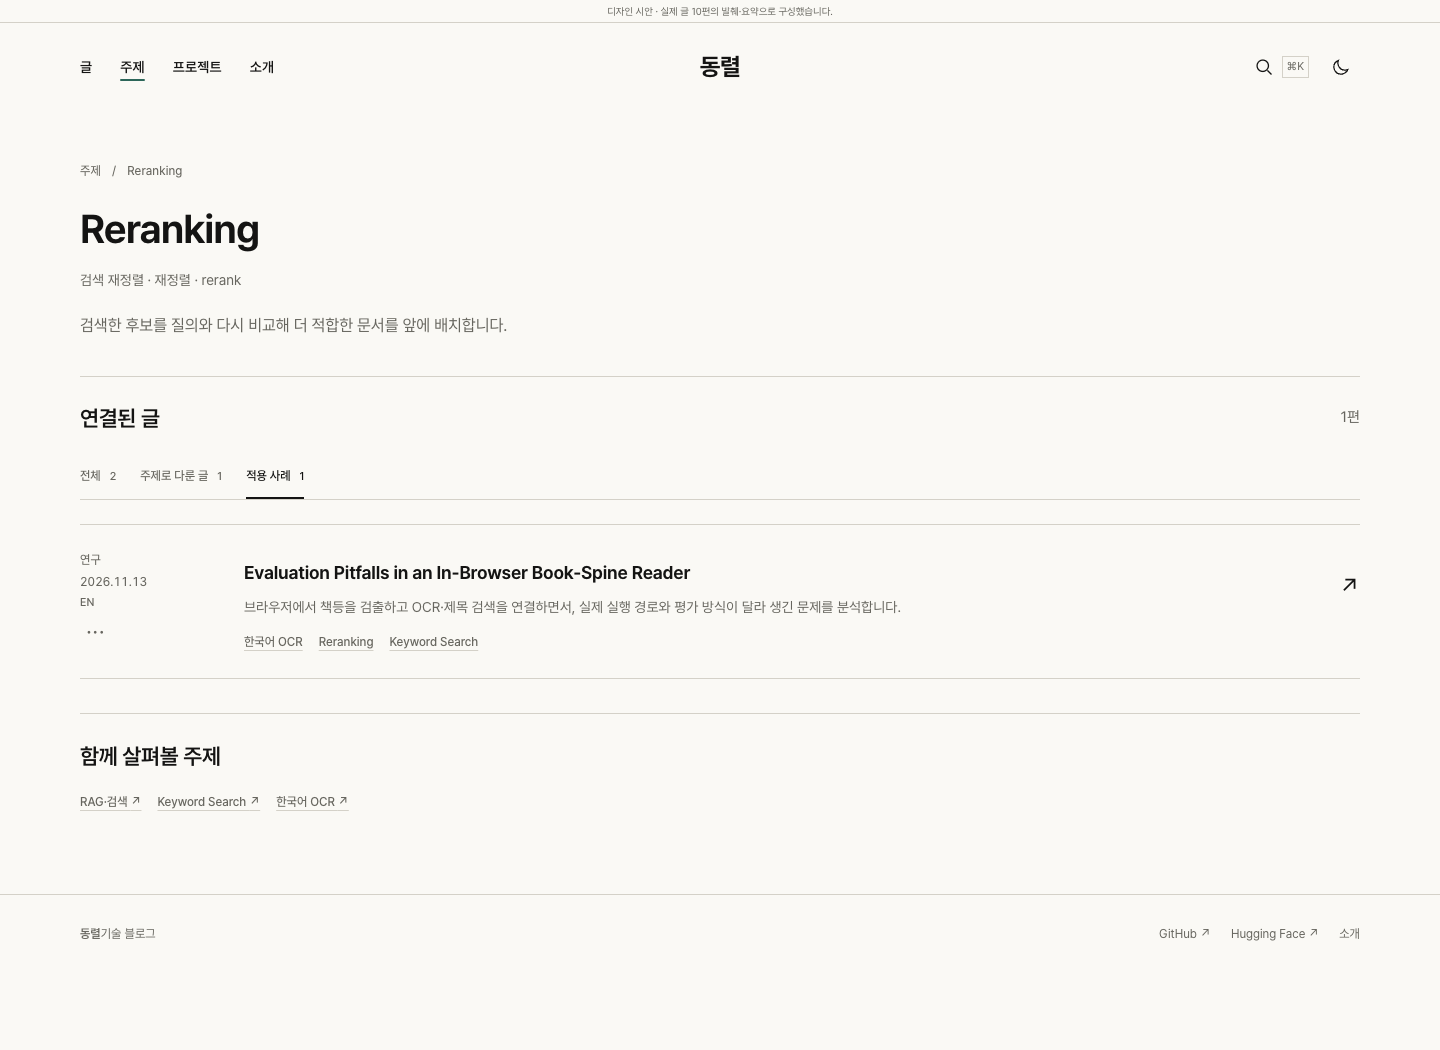 디자인 시안 · 실제 글 10편의 발췌·요약으로 구성했습니다.
글 주제 프로젝트 소개
동렬
⌘K
주제 / Reranking
Reranking
검색 재정렬 · 재정렬 · rerank
검색한 후보를 질의와 다시 비교해 더 적합한 문서를 앞에 배치합니다.
연결된 글
1편
전체 2 주제로 다룬 글 1 적용 사례 1
연구
2026.11.13
EN
Evaluation Pitfalls in an In-Browser Book-Spine Reader
브라우저에서 책등을 검출하고 OCR·제목 검색을 연결하면서, 실제 실행 경로와 평가 방식이 달라 생긴 문제를 분석합니다.
한국어 OCR Reranking Keyword Search
함께 살펴볼 주제
RAG·검색 ↗ Keyword Search ↗ 한국어 OCR ↗
동렬기술 블로그
GitHub ↗ Hugging Face ↗ 소개